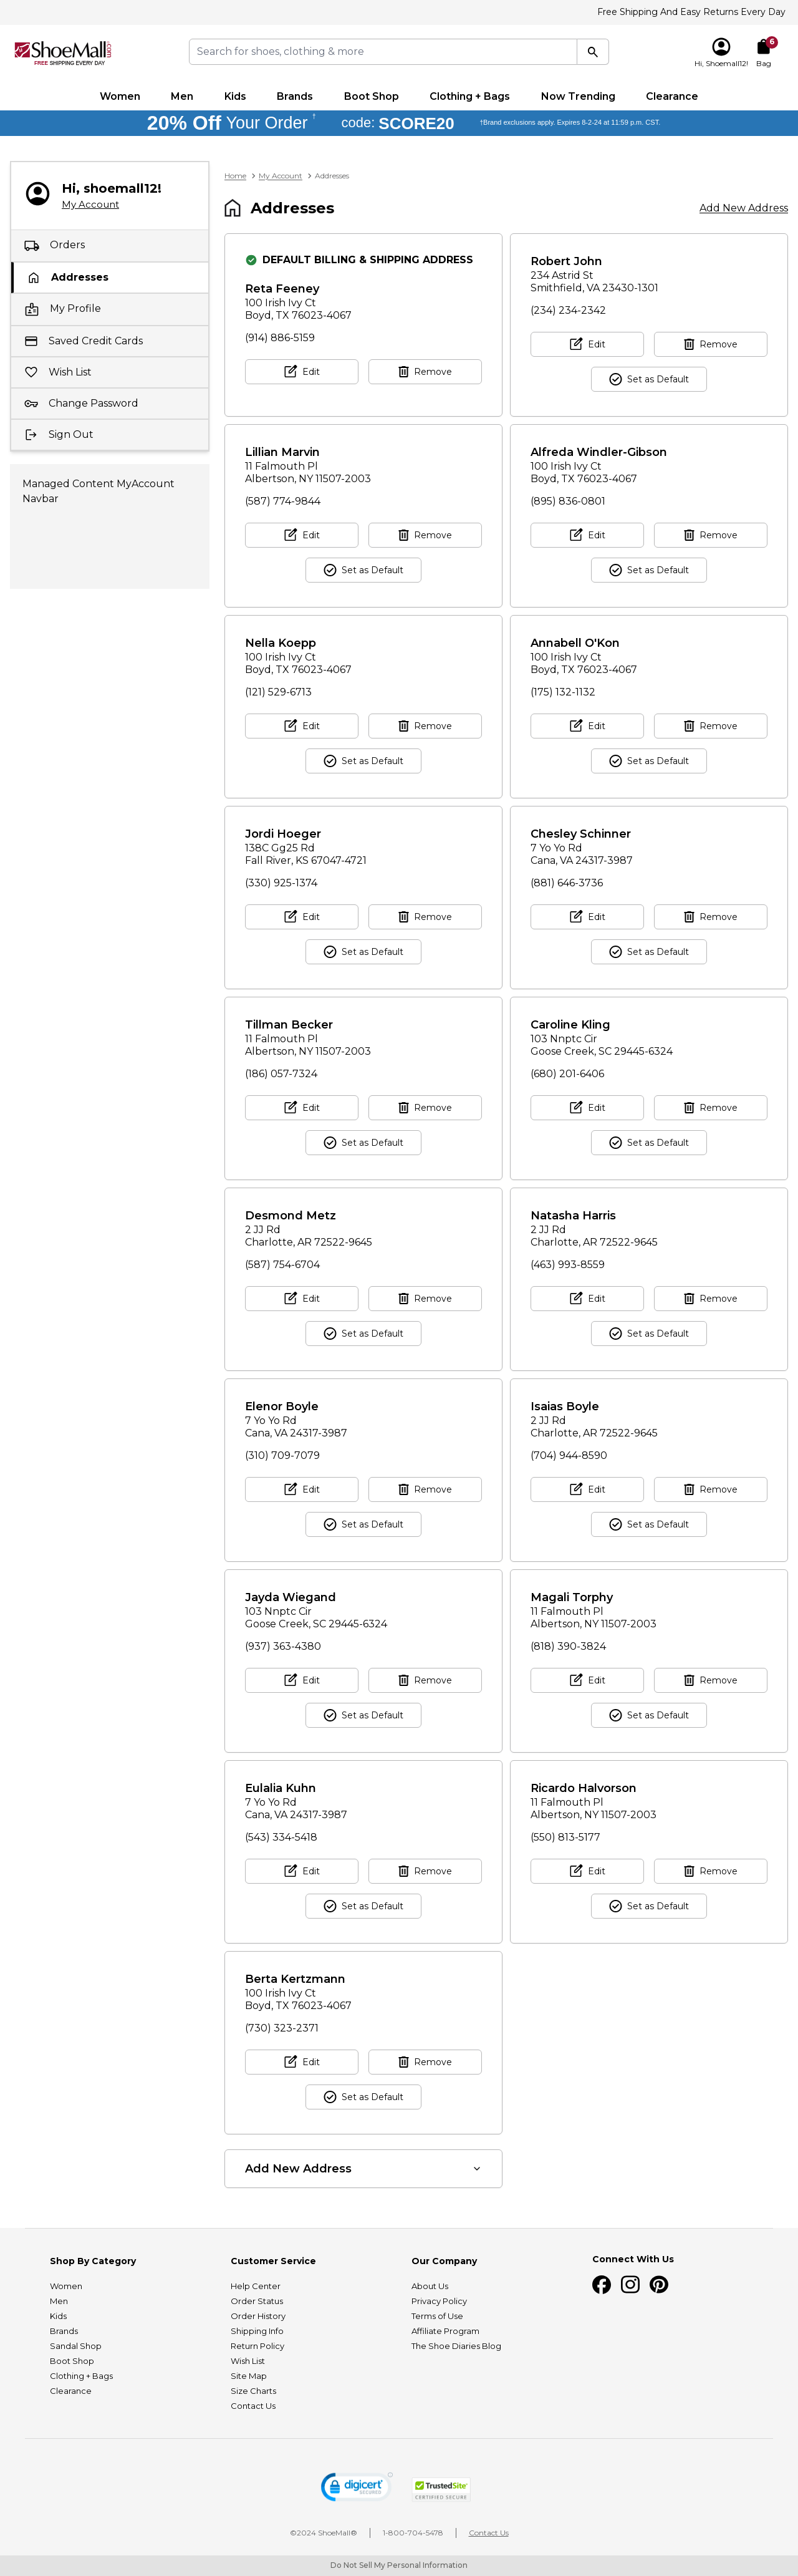 Free Shipping And Easy Returns Every Day
ShoeMall.com
FREE SHIPPING EVERY DAY
Search for shoes, clothing & more
Hi, Shoemall12!
6
Bag
Women Men Kids Brands Boot Shop Clothing + Bags Now Trending Clearance
20% Off Your Order † code: SCORE20 †Brand exclusions apply. Expires 8-2-24 at 11:59 p.m. CST.
Hi, shoemall12!
My Account
Orders
Addresses
My Profile
Saved Credit Cards
Wish List
Change Password
Sign Out
Managed Content MyAccount
Navbar
Home > My Account > Addresses
Addresses
Add New Address
DEFAULT BILLING & SHIPPING ADDRESS
Reta Feeney
100 Irish Ivy Ct
Boyd, TX 76023-4067
(914) 886-5159
Edit Remove
Robert John
234 Astrid St
Smithfield, VA 23430-1301
(234) 234-2342
Edit Remove
Set as Default
Lillian Marvin
11 Falmouth Pl
Albertson, NY 11507-2003
(587) 774-9844
Edit Remove
Set as Default
Alfreda Windler-Gibson
100 Irish Ivy Ct
Boyd, TX 76023-4067
(895) 836-0801
Edit Remove
Set as Default
Nella Koepp
100 Irish Ivy Ct
Boyd, TX 76023-4067
(121) 529-6713
Edit Remove
Set as Default
Annabell O'Kon
100 Irish Ivy Ct
Boyd, TX 76023-4067
(175) 132-1132
Edit Remove
Set as Default
Jordi Hoeger
138C Gg25 Rd
Fall River, KS 67047-4721
(330) 925-1374
Edit Remove
Set as Default
Chesley Schinner
7 Yo Yo Rd
Cana, VA 24317-3987
(881) 646-3736
Edit Remove
Set as Default
Tillman Becker
11 Falmouth Pl
Albertson, NY 11507-2003
(186) 057-7324
Edit Remove
Set as Default
Caroline Kling
103 Nnptc Cir
Goose Creek, SC 29445-6324
(680) 201-6406
Edit Remove
Set as Default
Desmond Metz
2 JJ Rd
Charlotte, AR 72522-9645
(587) 754-6704
Edit Remove
Set as Default
Natasha Harris
2 JJ Rd
Charlotte, AR 72522-9645
(463) 993-8559
Edit Remove
Set as Default
Elenor Boyle
7 Yo Yo Rd
Cana, VA 24317-3987
(310) 709-7079
Edit Remove
Set as Default
Isaias Boyle
2 JJ Rd
Charlotte, AR 72522-9645
(704) 944-8590
Edit Remove
Set as Default
Jayda Wiegand
103 Nnptc Cir
Goose Creek, SC 29445-6324
(937) 363-4380
Edit Remove
Set as Default
Magali Torphy
11 Falmouth Pl
Albertson, NY 11507-2003
(818) 390-3824
Edit Remove
Set as Default
Eulalia Kuhn
7 Yo Yo Rd
Cana, VA 24317-3987
(543) 334-5418
Edit Remove
Set as Default
Ricardo Halvorson
11 Falmouth Pl
Albertson, NY 11507-2003
(550) 813-5177
Edit Remove
Set as Default
Berta Kertzmann
100 Irish Ivy Ct
Boyd, TX 76023-4067
(730) 323-2371
Edit Remove
Set as Default
Add New Address
Shop By Category
Women
Men
Kids
Brands
Sandal Shop
Boot Shop
Clothing + Bags
Clearance
Customer Service
Help Center
Order Status
Order History
Shipping Info
Return Policy
Wish List
Site Map
Size Charts
Contact Us
Our Company
About Us
Privacy Policy
Terms of Use
Affiliate Program
The Shoe Diaries Blog
Connect With Us
digicert
SECURED
TrustedSite
CERTIFIED SECURE
©2024 ShoeMall® | 1-800-704-5478 | Contact Us
Do Not Sell My Personal Information